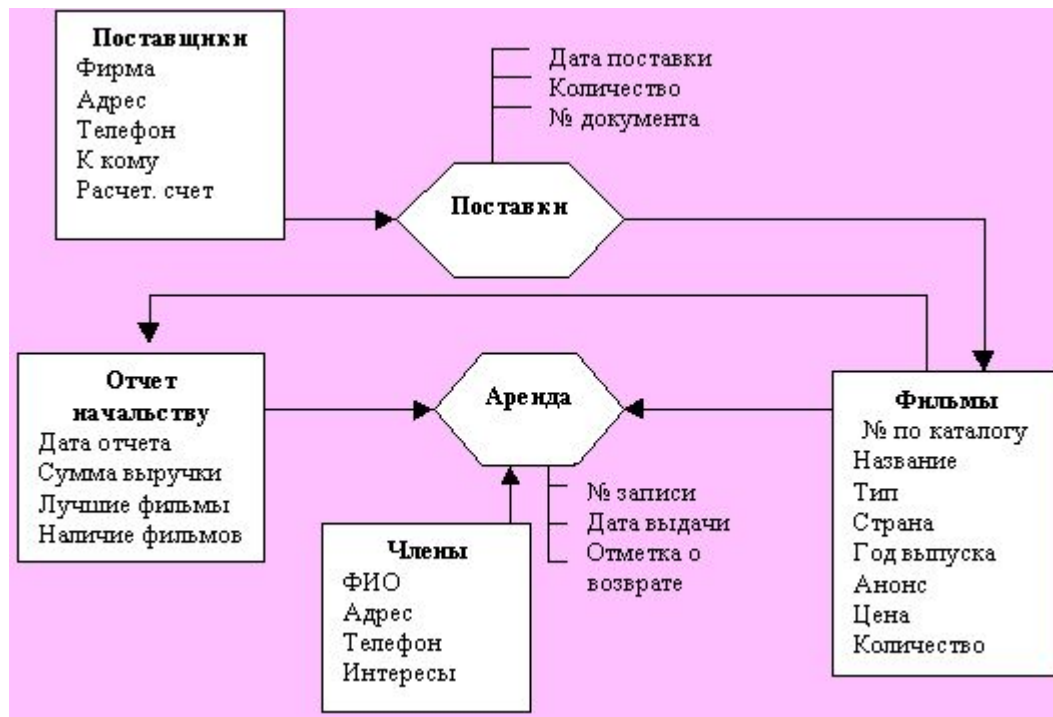 Поставщики
Фирма
Адрес
Телефон
К кому
Расчет. счет
Дата поставки
Количество
№ документа
Поставки
Отчет
начальству
Дата отчета
Сумма выручки
Лучшие фильмы
Наличие фильмов
Аренда
№ записи
Дата выдачи
Отметка о
возврате
Члены
ФИО
Адрес
Телефон
Интересы
Фильмы
№ по каталогу
Название
Тип
Страна
Год выпуска
Анонс
Цена
Количество